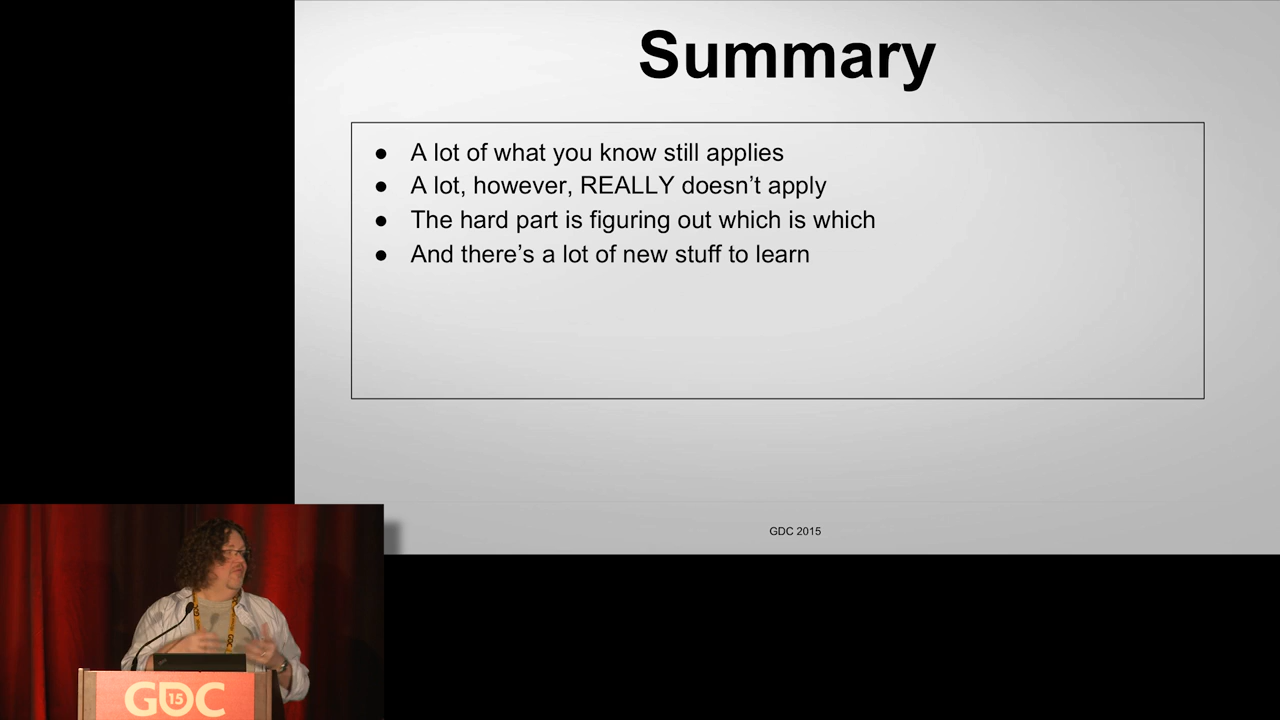 Summary
● A lot of what you know still applies
● A lot, however, REALLY doesn’t apply
● The hard part is figuring out which is which
● And there’s a lot of new stuff to learn
GDC 2015
GDC
GDC
15